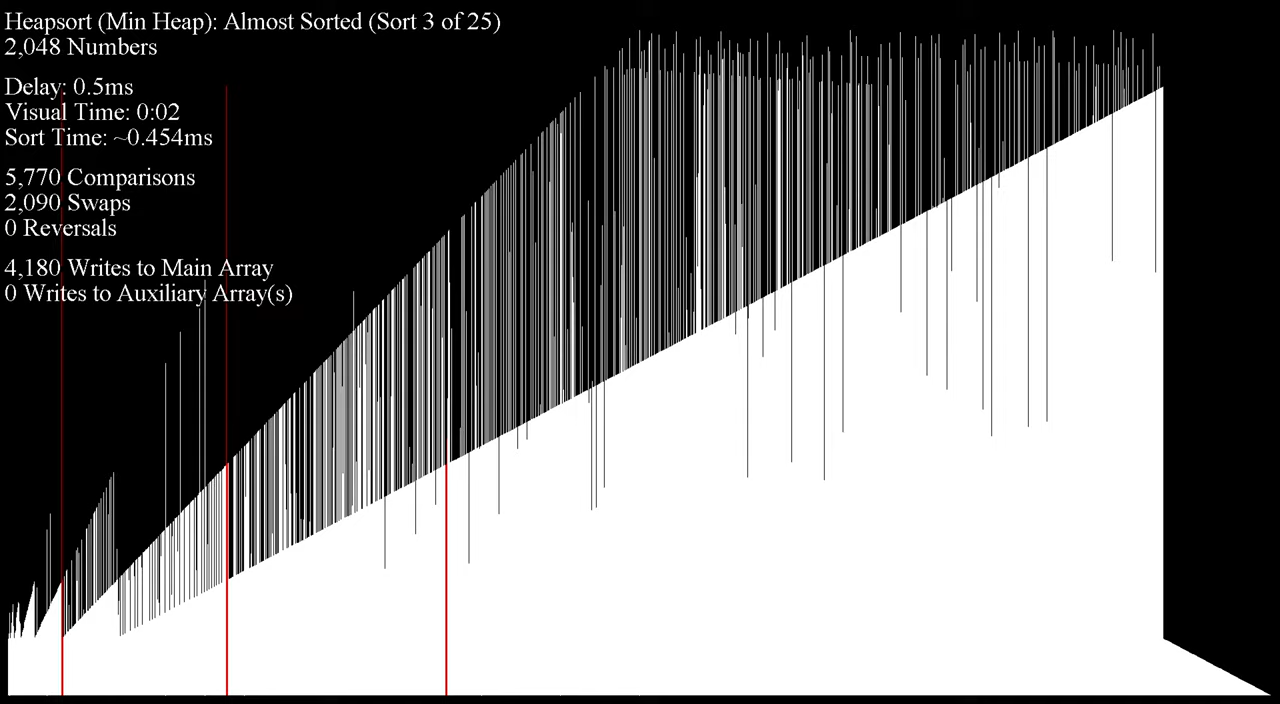 Heapsort (Min Heap): Almost Sorted (Sort 3 of 25)
2,048 Numbers
Delay: 0.5ms
Visual Time: 0:02
Sort Time: ~0.454ms
5,770 Comparisons
2,090 Swaps
0 Reversals
4,180 Writes to Main Array
0 Writes to Auxiliary Array(s)